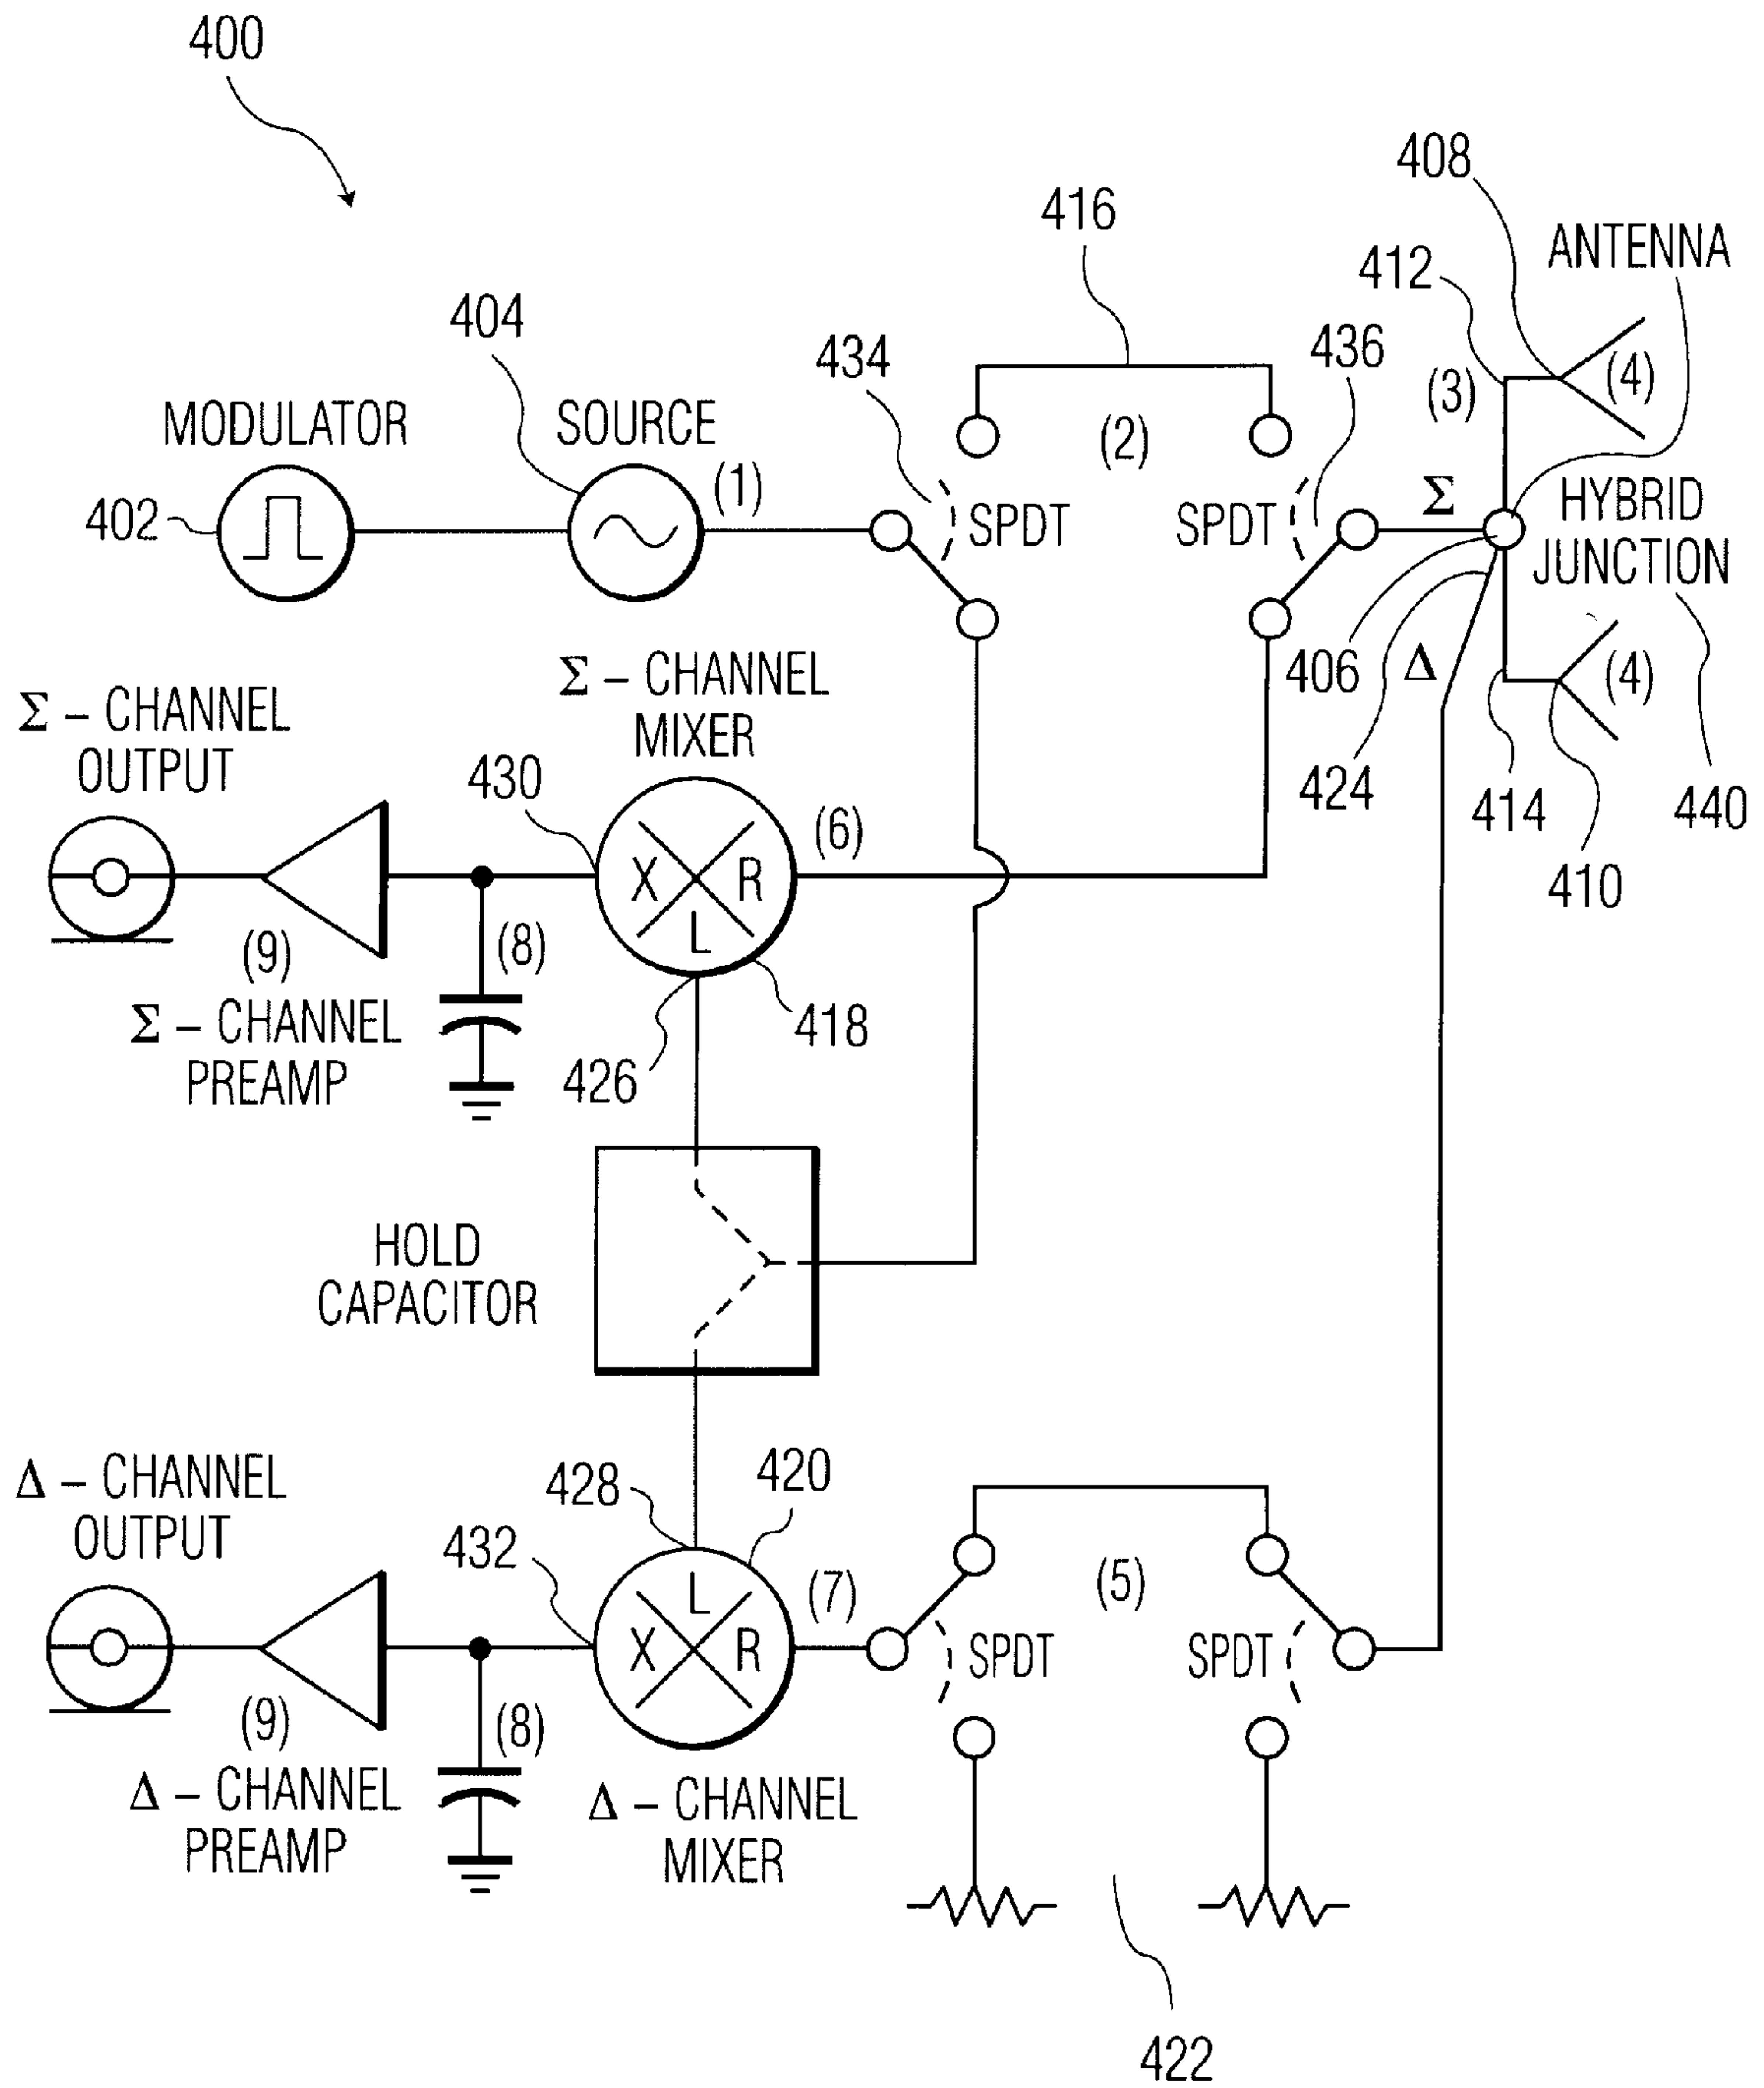 400
408
416
ANTENNA
412
404
434
436
(3)
(4)
MODULATOR
SOURCE
(2)
(1)
402
SPDT
SPDT
Σ
HYBRID
JUNCTION
Σ – CHANNEL
MIXER
406
Δ
(4)
Σ – CHANNEL
OUTPUT
430
(6)
424
414
440
410
X
R
L
(9)
(8)
Σ – CHANNEL
PREAMP
418
426
HOLD
CAPACITOR
Δ – CHANNEL
OUTPUT
428
420
432
(7)
(5)
L
X
R
SPDT
SPDT
(9)
(8)
Δ – CHANNEL
PREAMP
Δ – CHANNEL
MIXER
422